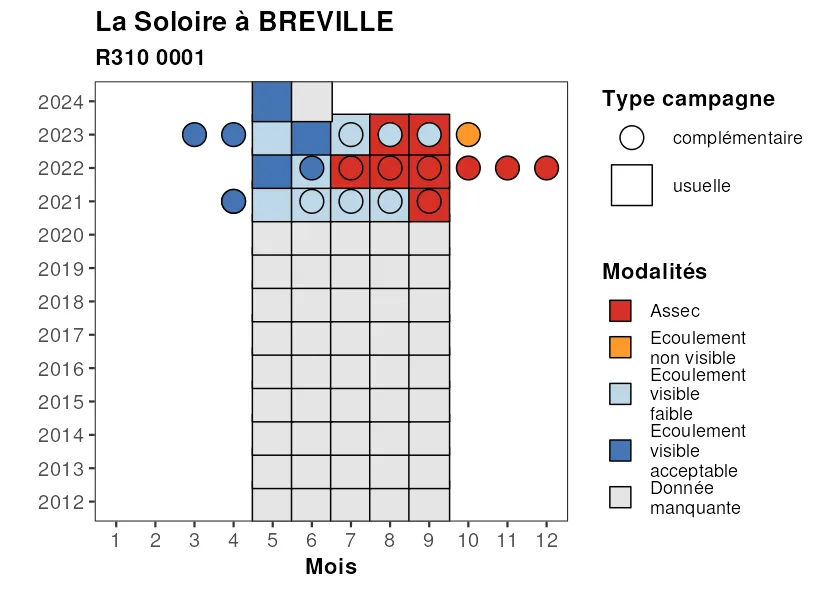 La Soloire à BREVILLE
R310 0001
2024
2023
2022
2021
2020
2019
2018
2017
2016
2015
2014
2013
2012
1 2 3 4 5 6 7 8 9 10 11 12
Mois
Type campagne
complémentaire
usuelle
Modalités
Assec
Ecoulement
non visible
Ecoulement
visible
faible
Ecoulement
visible
acceptable
Donnée
manquante